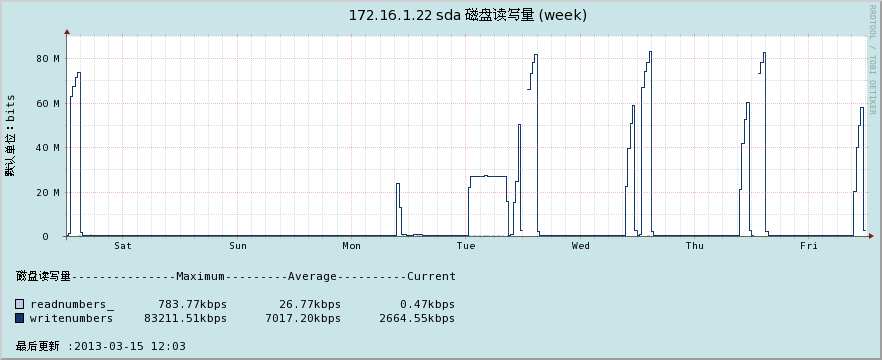 172.16.1.22 sda 磁盘读写量 (week)
RRDTOOL / TOBI OETIKER
默认单位：bits
80 M
60 M
40 M
20 M
0
Sat Sun Mon Tue Wed Thu Fri
磁盘读写量---------------Maximum---------Average----------Current
readnumbers_ 783.77kbps 26.77kbps 0.47kbps
writenumbers 83211.51kbps 7017.20kbps 2664.55kbps
最后更新 :2013-03-15 12:03